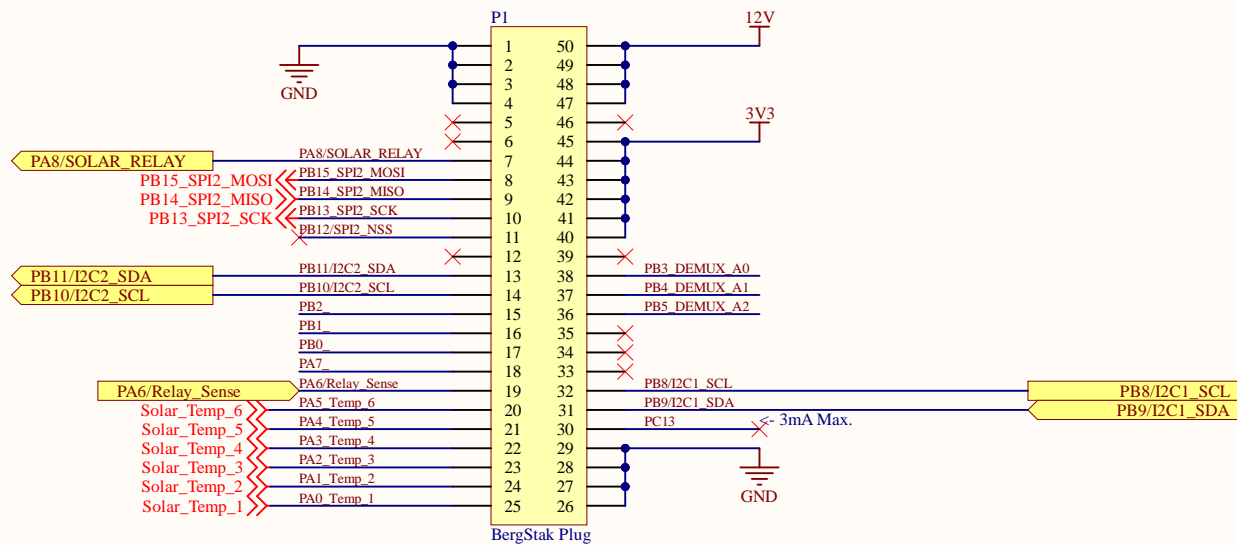 P1
12V
1 50
2 49
3 48
GND
4 47
3V3
5 46
6 45
PA8/SOLAR_RELAY PA8/SOLAR_RELAY 7 44
PB15_SPI2_MOSI PB15_SPI2_MOSI 8 43
PB14_SPI2_MISO PB14_SPI2_MISO 9 42
PB13_SPI2_SCK PB13_SPI2_SCK 10 41
PB12/SPI2_NSS 11 40
12 39
PB11/I2C2_SDA PB11/I2C2_SDA 13 38 PB3_DEMUX_A0
PB10/I2C2_SCL PB10/I2C2_SCL 14 37 PB4_DEMUX_A1
PB2_ 15 36 PB5_DEMUX_A2
PB1_ 16 35
PB0_ 17 34
PA7_ 18 33
PA6/Relay_Sense PA6/Relay_Sense 19 32 PB8/I2C1_SCL PB8/I2C1_SCL
Solar_Temp_6 PA5_Temp_6 20 31 PB9/I2C1_SDA PB9/I2C1_SDA
Solar_Temp_5 PA4_Temp_5 21 30 PC13 <- 3mA Max.
Solar_Temp_4 PA3_Temp_4 22 29
Solar_Temp_3 PA2_Temp_3 23 28
Solar_Temp_2 PA1_Temp_2 24 27
GND
Solar_Temp_1 PA0_Temp_1 25 26
BergStak Plug